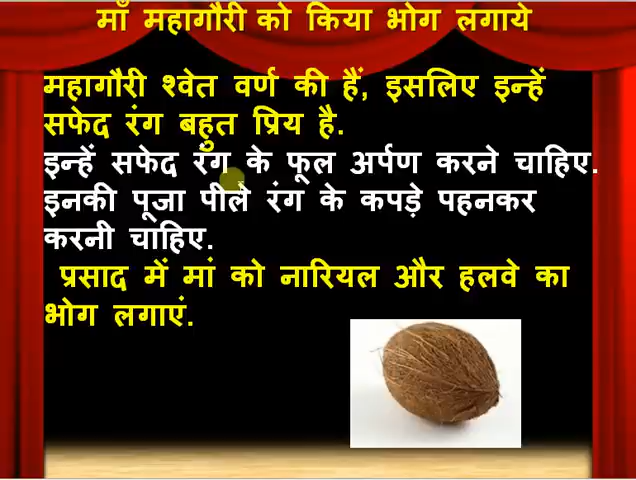 माँ महागौरी को किया भोग लगाये
महागौरी श्वेत वर्ण की हैं, इसलिए इन्हें
सफेद रंग बहुत प्रिय है.
इन्हें सफेद रंग के फूल अर्पण करने चाहिए.
इनकी पूजा पीले रंग के कपड़े पहनकर
करनी चाहिए.
प्रसाद में मां को नारियल और हलवे का
भोग लगाएं.